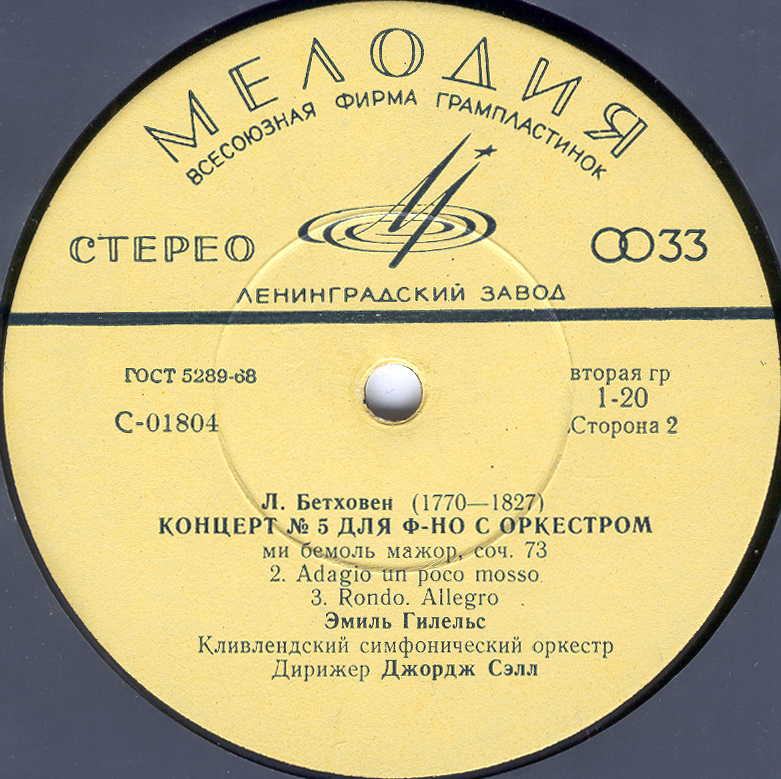 МЕЛОДИЯ
ВСЕСОЮЗНАЯ ФИРМА ГРАМПЛАСТИНОК
СТЕРЕО
33
ЛЕНИНГРАДСКИЙ ЗАВОД
ГОСТ 5289-68
вторая гр
1-20
С-01804
Сторона 2
Л. Бетховен (1770—1827)
КОНЦЕРТ № 5 ДЛЯ Ф-НО С ОРКЕСТРОМ
ми бемоль мажор, соч. 73
2. Adagio un poco mosso
3. Rondo. Allegro
Эмиль Гилельс
Кливлендский симфонический оркестр
Дирижер Джордж Сэлл